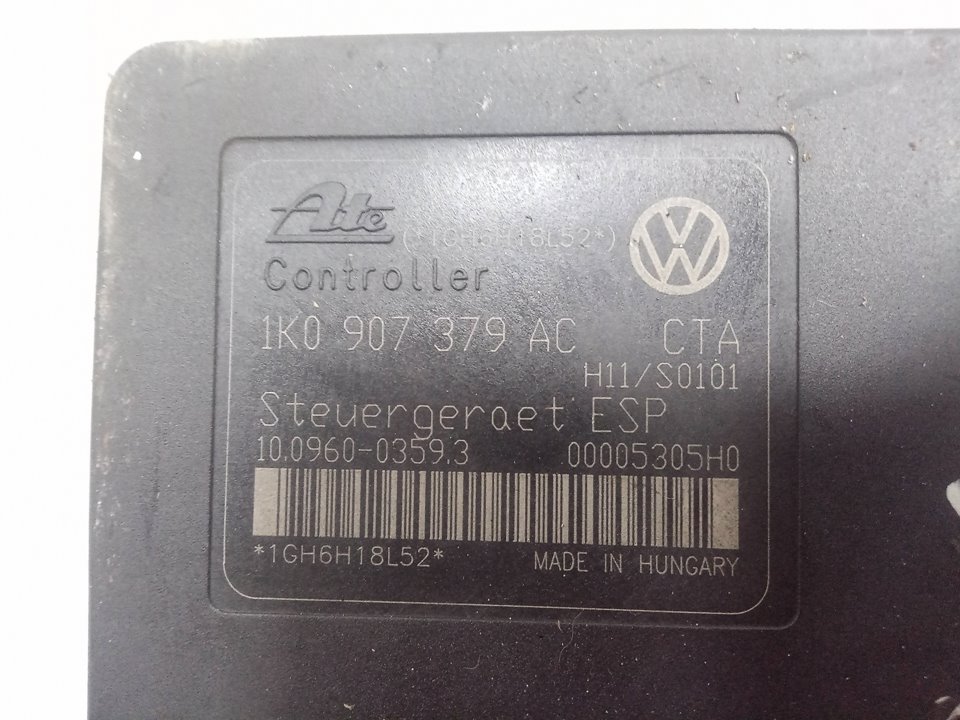 Ate (*1GH6H18L52*)
Controller
1K0 907 379 AC CTA
H11/S0101
Steuergeraet ESP
10.0960-0359.3 00005305H0
*1GH6H18L52* MADE IN HUNGARY